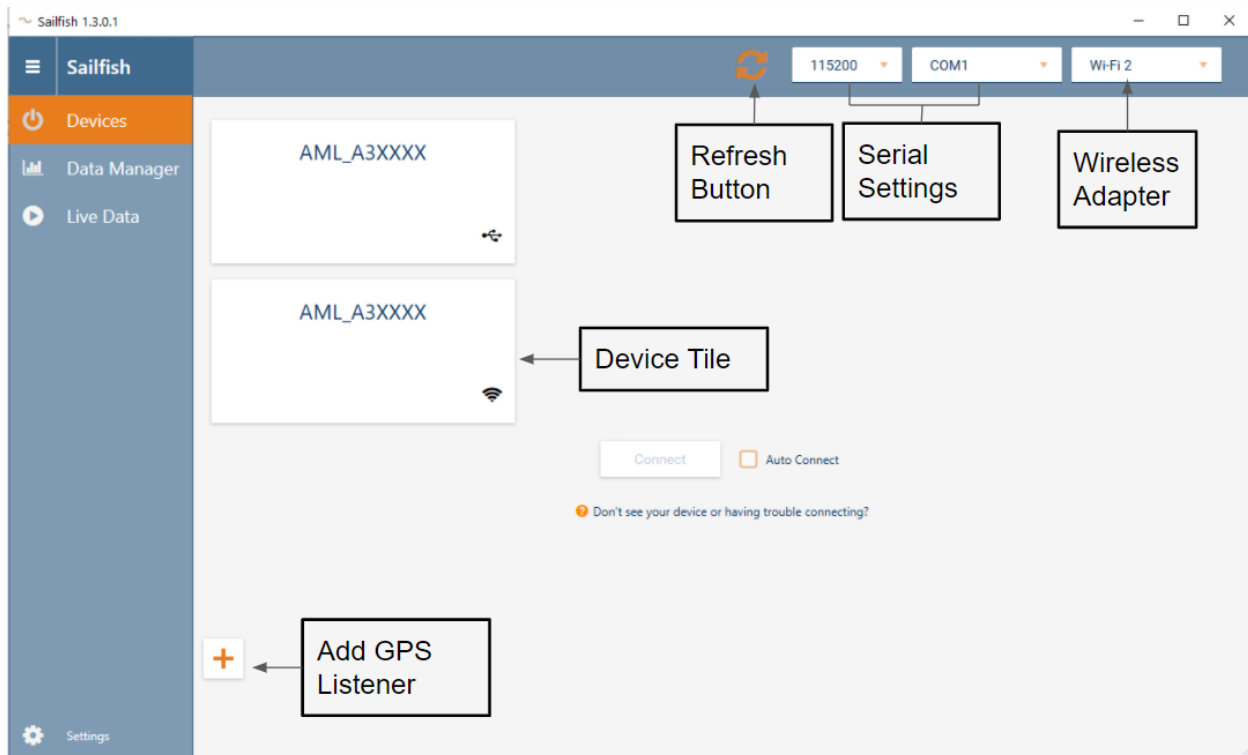 Sailfish 1.3.0.1
Sailfish
115200
COM1
Wi-Fi 2
Devices
Data Manager
Live Data
AML_A3XXXX
Refresh
Button
Serial
Settings
Wireless
Adapter
AML_A3XXXX
Device Tile
Connect
Auto Connect
? Don't see your device or having trouble connecting?
+
Add GPS
Listener
Settings